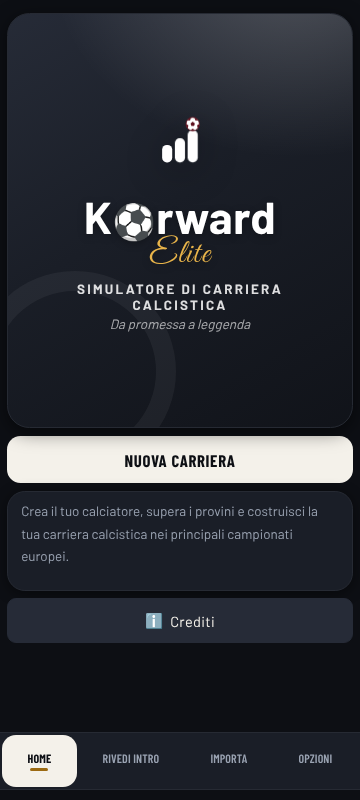 K⚽rward
Elite
SIMULATORE DI CARRIERA
CALCISTICA
Da promessa a leggenda
NUOVA CARRIERA
Crea il tuo calciatore, supera i provini e costruisci la
tua carriera calcistica nei principali campionati
europei.
ℹ️ Crediti
HOME
RIVEDI INTRO
IMPORTA
OPZIONI